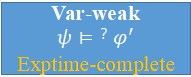 Var-weak
ψ ⊨ ? φ′
Exptime-complete